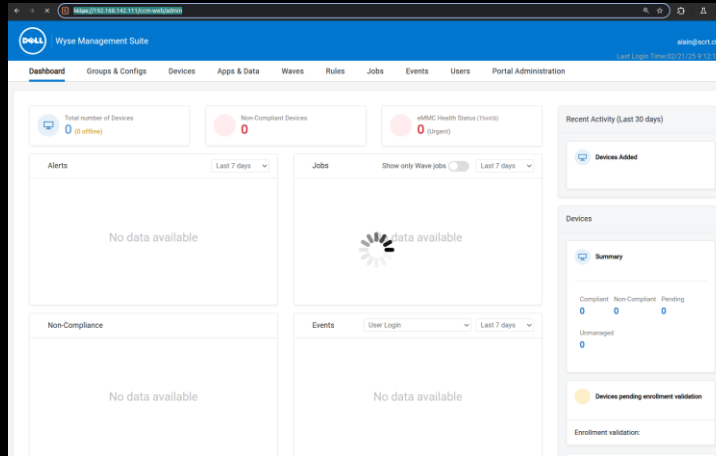 https://192.168.142.111/ccm-web/admin
DELL Wyse Management Suite
Last Login Time:02/21/25 9:12:1
Dashboard Groups & Configs Devices Apps & Data Waves Rules Jobs Events Users Portal Administration
Total number of Devices
0 (0 offline)
Non-Compliant Devices
0
eMMC Health Status (ThinOS)
0 (Urgent)
Recent Activity (Last 30 days)
Devices Added
Alerts Last 7 days
No data available
Jobs Show only Wave jobs Last 7 days
data available
Devices
Summary
Compliant Non-Compliant Pending
0 0 0
Unmanaged
0
Non-Compliance
No data available
Events User Login Last 7 days
No data available
Devices pending enrollment validation
Enrollment validation: